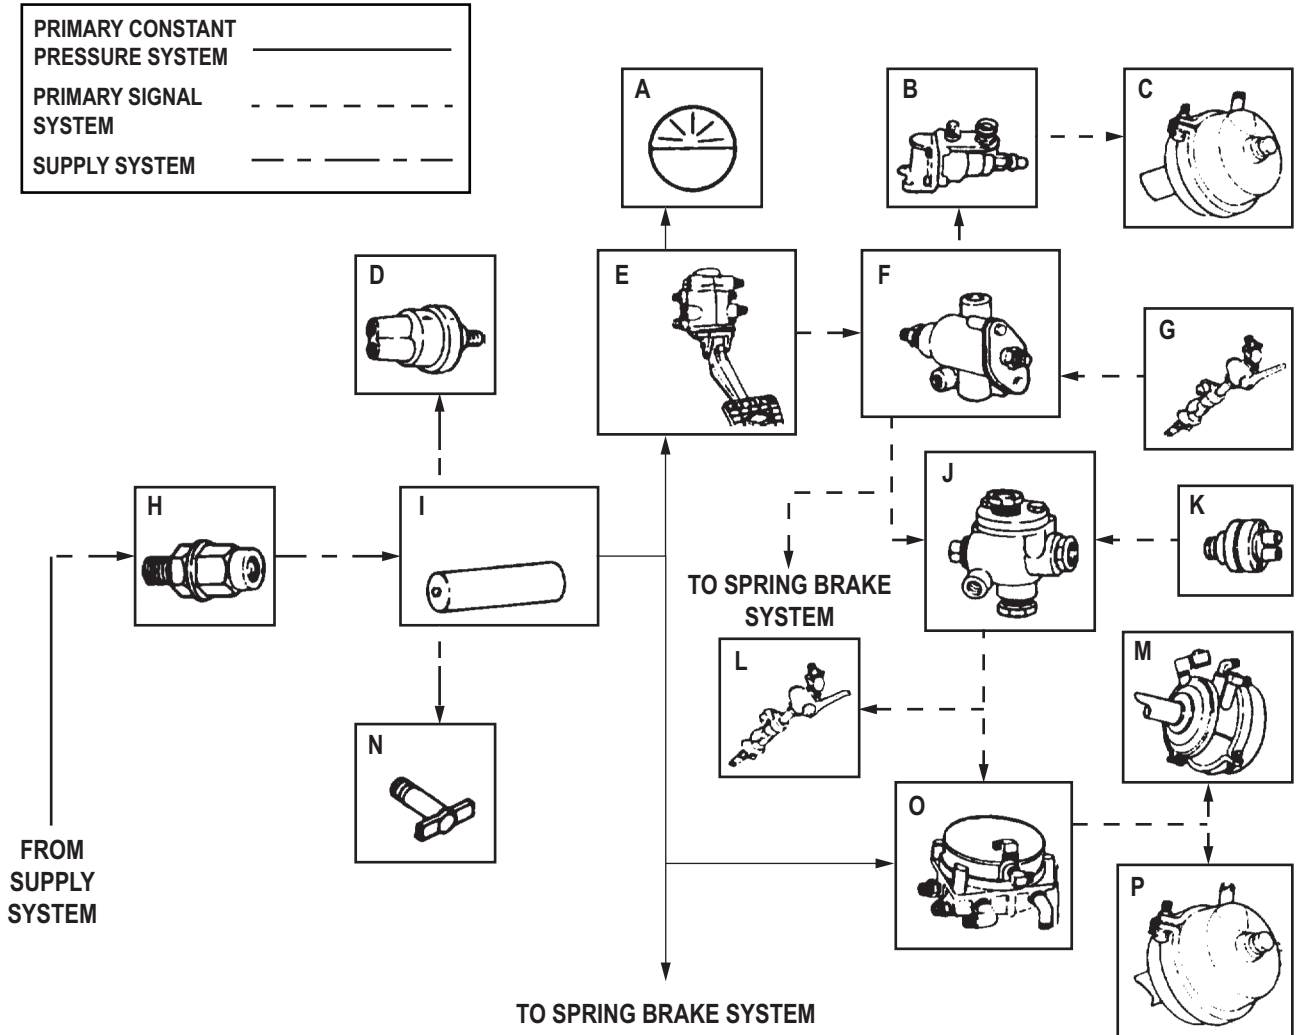 PRIMARY CONSTANT
PRESSURE SYSTEM
PRIMARY SIGNAL
SYSTEM
SUPPLY SYSTEM
A
B
C
D
E
F
G
H
I
J
K
TO SPRING BRAKE
SYSTEM
L
M
N
O
P
FROM
SUPPLY
SYSTEM
TO SPRING BRAKE SYSTEM